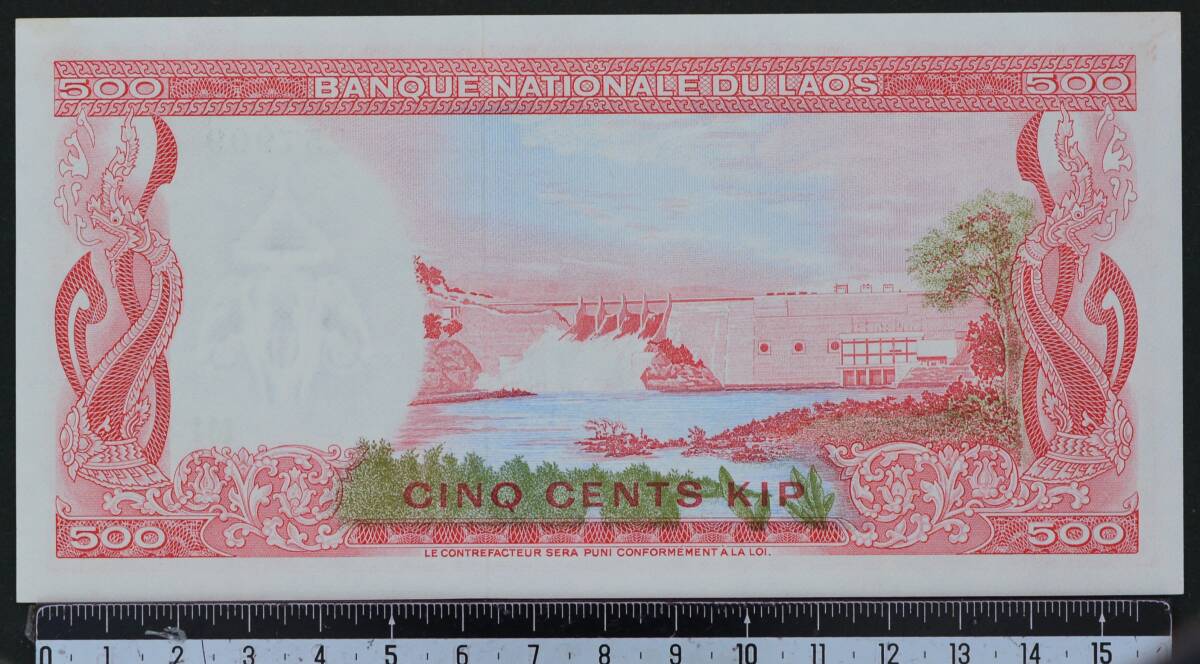 500 BANQUE NATIONALE DU LAOS 500
CINQ CENTS KIP
500 500
LE CONTREFACTEUR SERA PUNI CONFORMÉMENT À LA LOI.
0 1 2 3 4 5 6 7 8 9 10 11 12 13 14 15